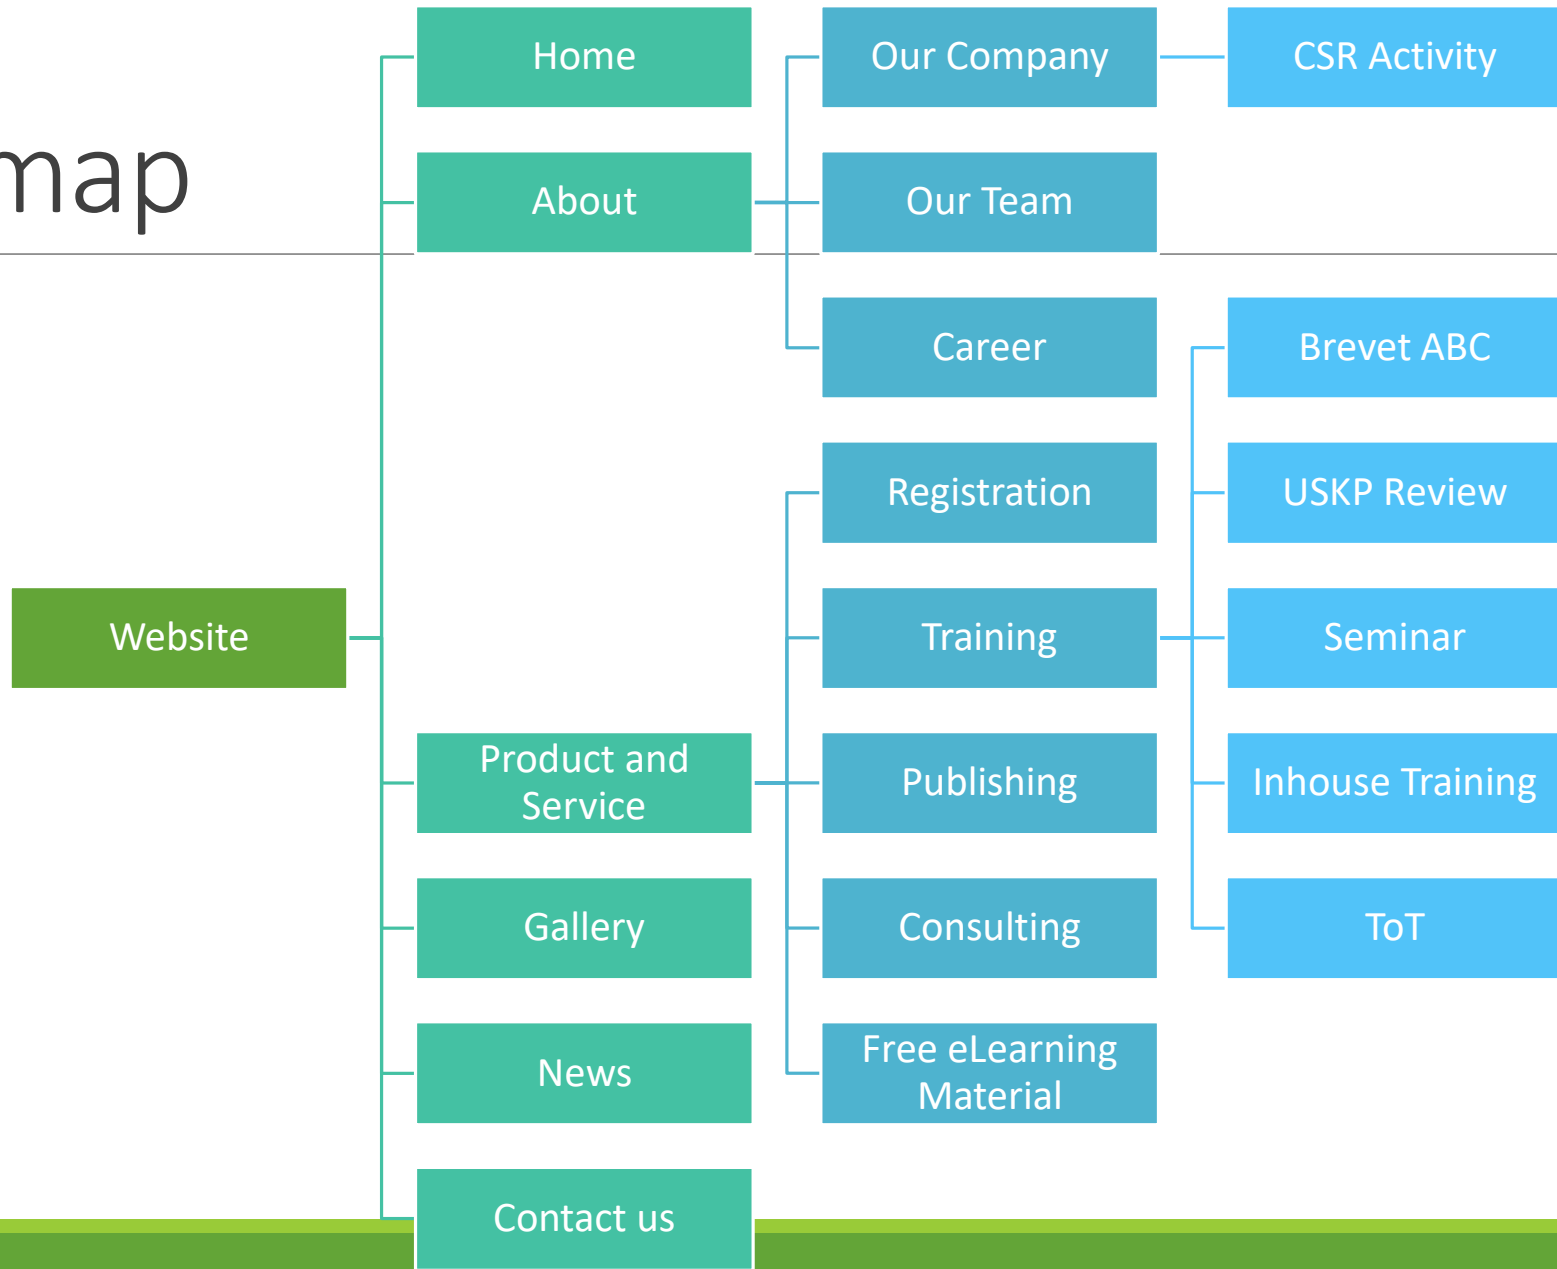 map
Home
Our Company
CSR Activity
About
Our Team
Career
Brevet ABC
Registration
USKP Review
Website
Training
Seminar
Product and
Service
Publishing
Inhouse Training
Gallery
Consulting
ToT
News
Free eLearning
Material
Contact us